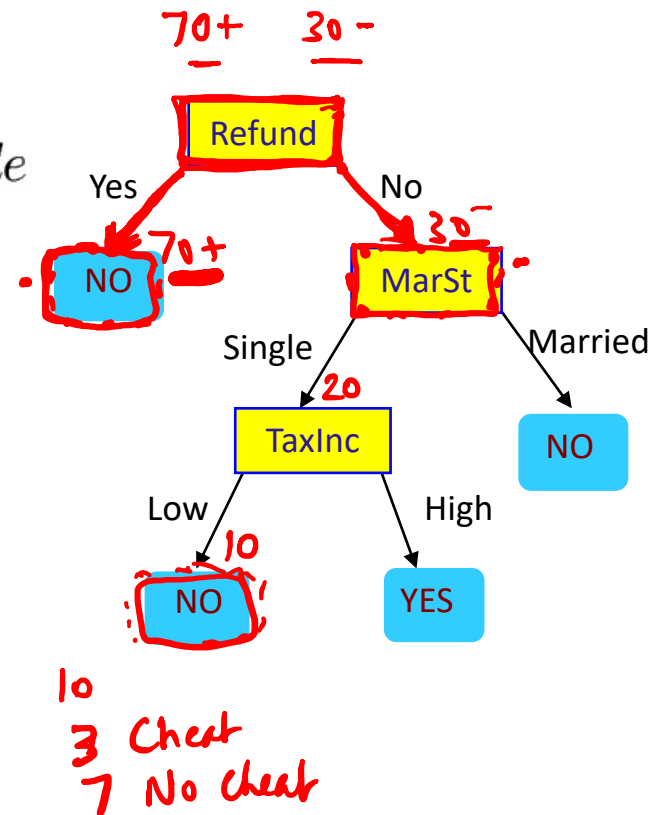 70+ 30-
Refund
Yes No
70+ 30-
NO MarSt
Single Married
20
TaxInc NO
Low High
10
NO YES
10
3 Cheat
7 No cheat